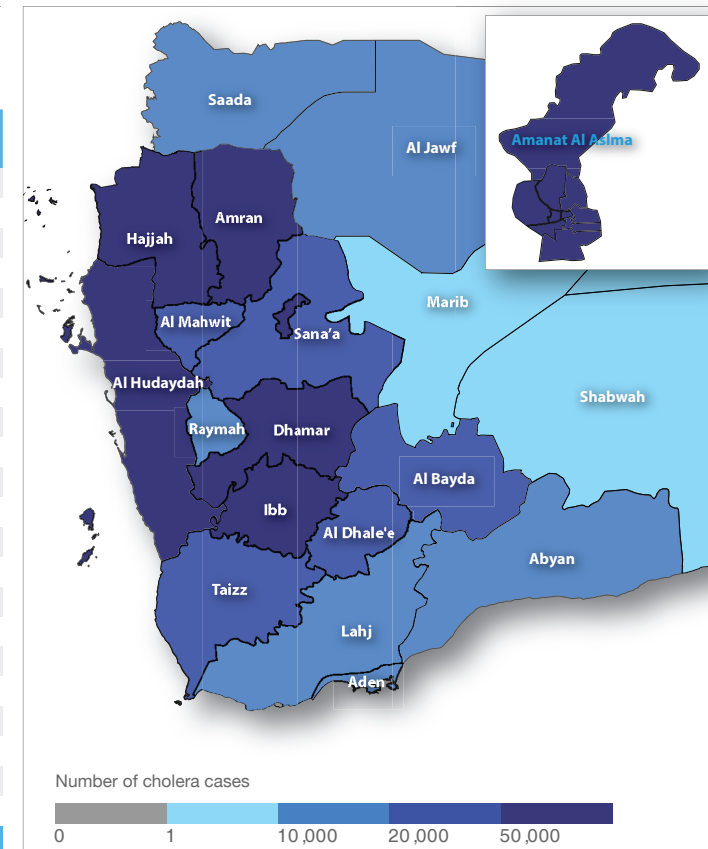 Saada
Al Jawf
Amanat Al Aslma
Amran
Hajjah
Marib
Al Mahwit
Sana’a
Al Hudaydah
Shabwah
Raymah
Dhamar
Al Bayda
Ibb
Al Dhale'e
Abyan
Taizz
Lahj
Aden
Number of cholera cases
0 1 10,000 20,000 50,000